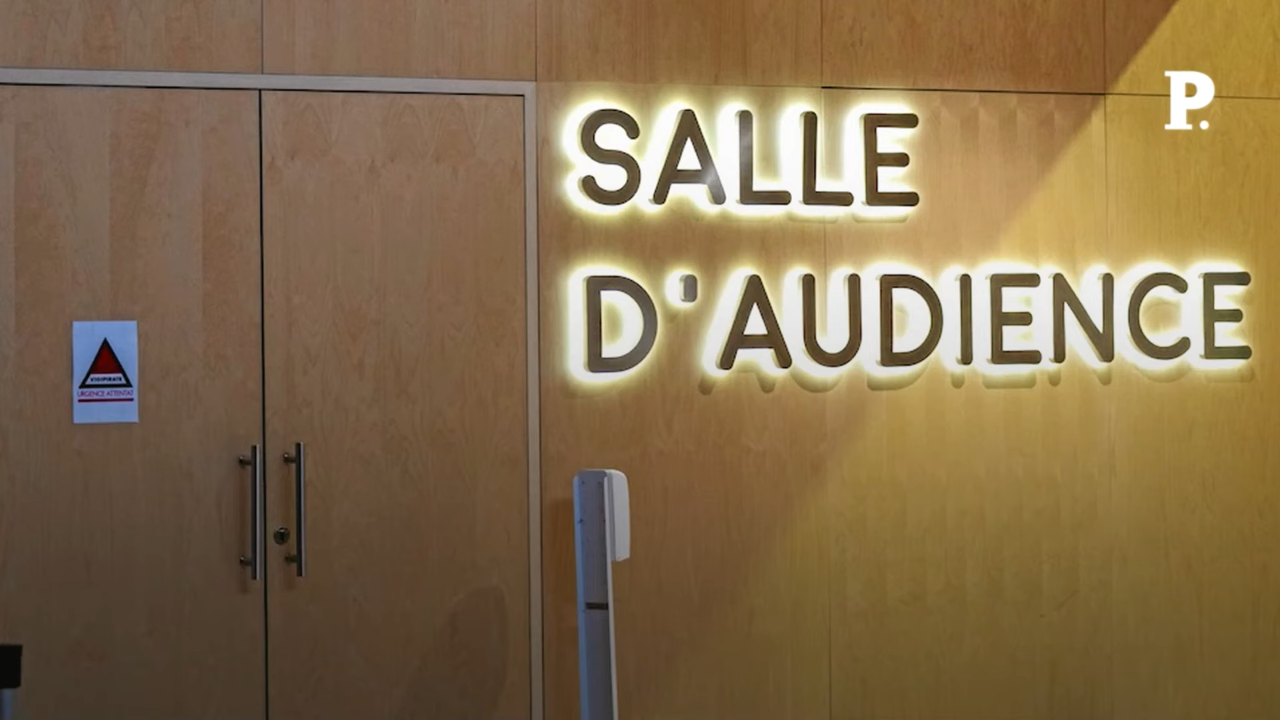 P.
SALLE
D'AUDIENCE
VIGIPIRATE
URGENCE ATTENTAT